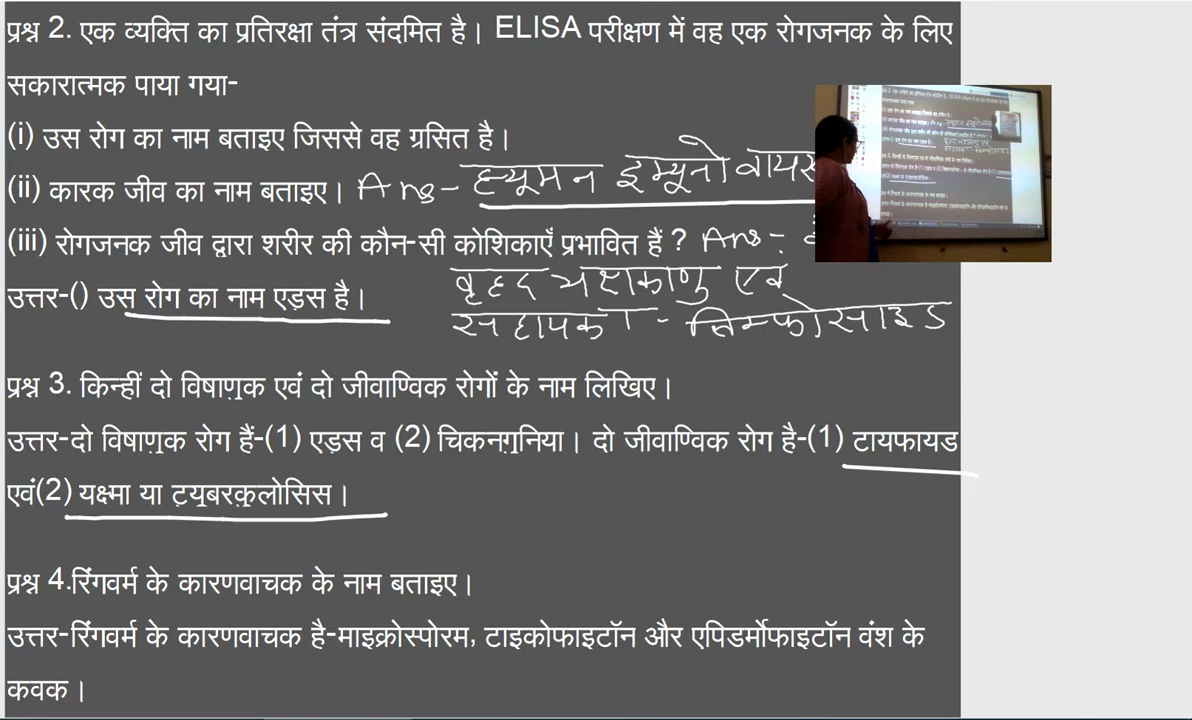 प्रश्न 2. एक व्यक्ति का प्रतिरक्षा तंत्र संदमित है। ELISA परीक्षण में वह एक रोगजनक के लिए
सकारात्मक पाया गया-
(i) उस रोग का नाम बताइए जिससे वह ग्रसित है।
(ii) कारक जीव का नाम बताइए। Ans- ह्यूमन इम्यूनो वायस
(iii) रोगजनक जीव द्वारा शरीर की कौन-सी कोशिकाएँ प्रभावित हैं ? Ans-
वृहद भक्षकाणु एवं
उत्तर-() उस रोग का नाम एड्स है।
सहायका - लिम्फोसाइड
प्रश्न 3. किन्हीं दो विषाणुक एवं दो जीवाण्विक रोगों के नाम लिखिए।
उत्तर-दो विषाणुक रोग हैं-(1) एड्स व (2) चिकनगुनिया। दो जीवाण्विक रोग है-(1) टायफायड
एवं(2) यक्ष्मा या ट्यूबरकुलोसिस।
प्रश्न 4.रिंगवर्म के कारणवाचक के नाम बताइए।
उत्तर-रिंगवर्म के कारणवाचक है-माइक्रोस्पोरम, टाइकोफाइटॉन और एपिडर्मोफाइटॉन वंश के
कवक।